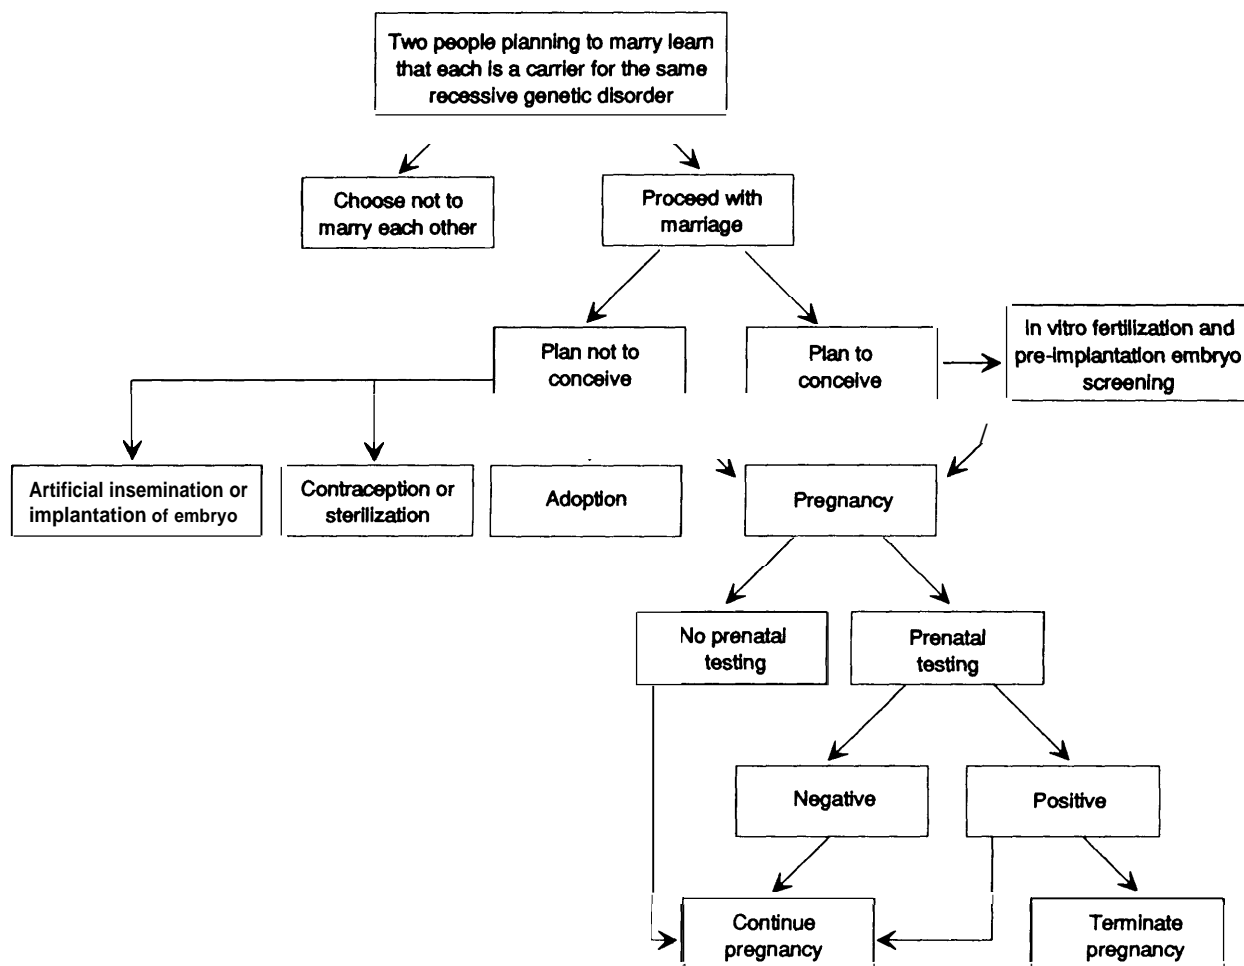 Two people planning to marry learn
that each is a carrier for the same
recessive genetic disorder
Choose not to
marry each other
Proceed with
marriage
Plan not to
conceive
Plan to
conceive
In vitro fertilization and
pre-implantation embryo
screening
Artificial insemination or
implantation of embryo
Contraception or
sterilization
Adoption
Pregnancy
No prenatal
testing
Prenatal
testing
Negative
Positive
Continue
pregnancy
Terminate
pregnancy